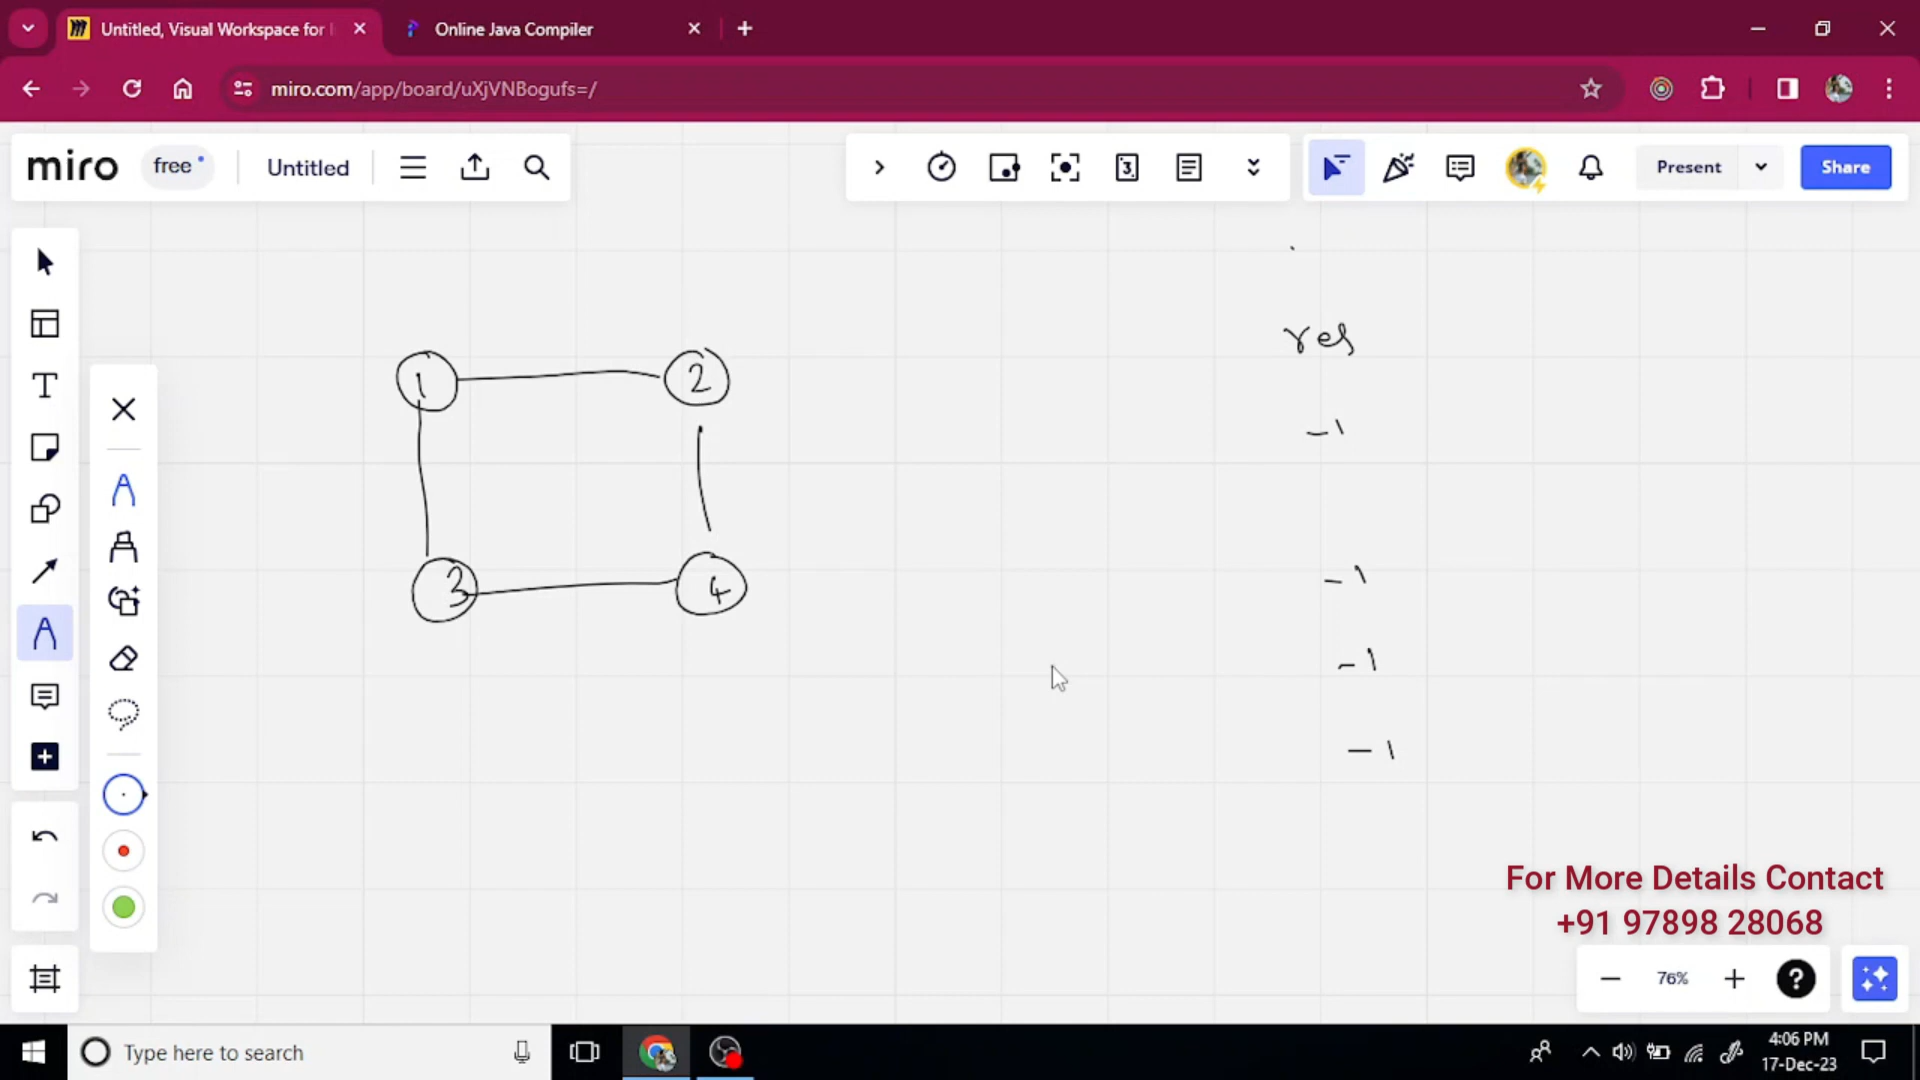 Untitled, Visual Workspace for I
Online Java Compiler
miro.com/app/board/uXjVNBogufs=/
miro
free
Untitled
3
Present
Share
res
1
2
-1
3
4
-1
-1
-1
For More Details Contact
+91 97898 28068
76%
?
Type here to search
4:06 PM
17-Dec-23